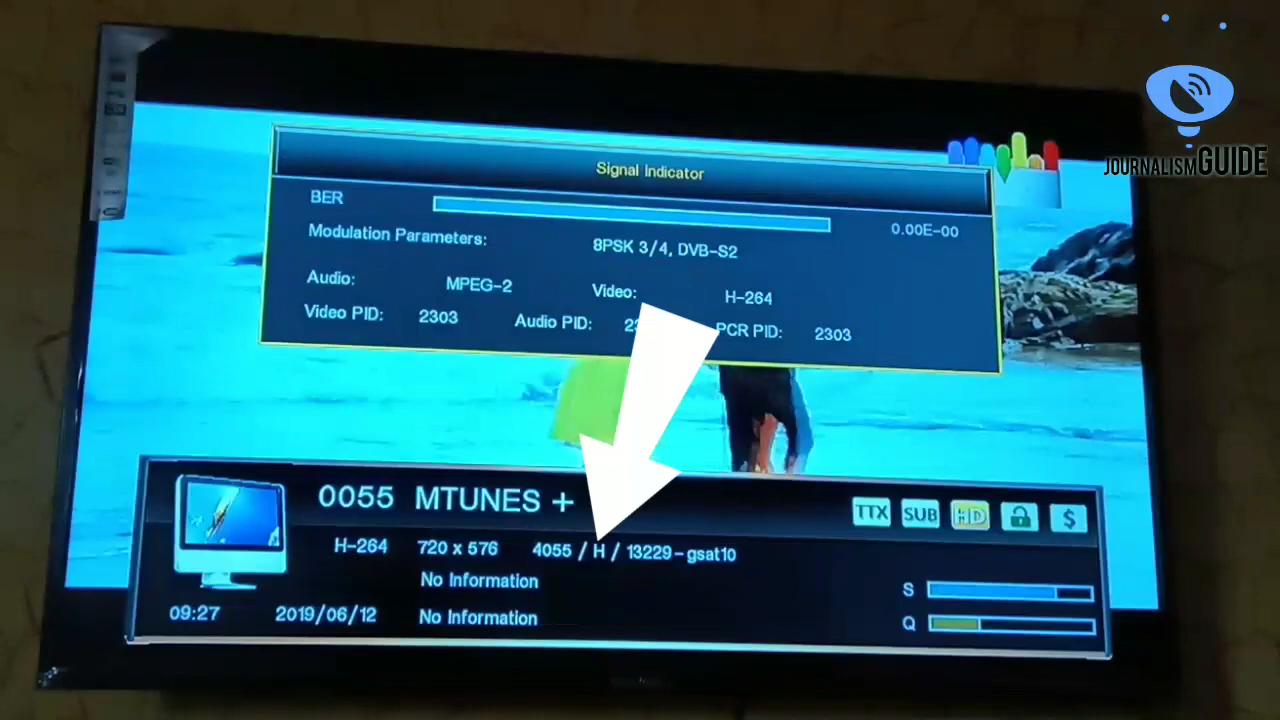 JOURNALISMGUIDE
Signal Indicator
BER 0.00E-00
Modulation Parameters: 8PSK 3/4, DVB-S2
Audio: MPEG-2 Video: H-264
Video PID: 2303 Audio PID: PCR PID: 2303
0055 MTUNES + TTX SUB HD $
H-264 720 x 576 4055 / H / 13229-gsat10
No Information
S
09:27 2019/06/12 No Information
Q